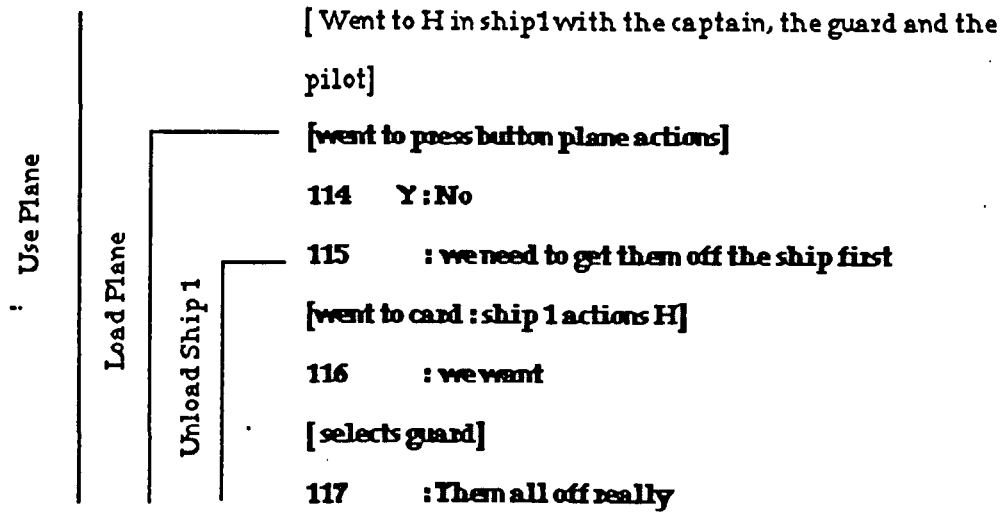 [ Went to H in ship1 with the captain, the guard and the
pilot]
[went to press button plane actions]
114 Y : No
115 : we need to get them off the ship first
[went to card : ship 1 actions H]
116 : we want
[ selects guard]
117 : Them all off really
: Use Plane
Load Plane
Unload Ship 1